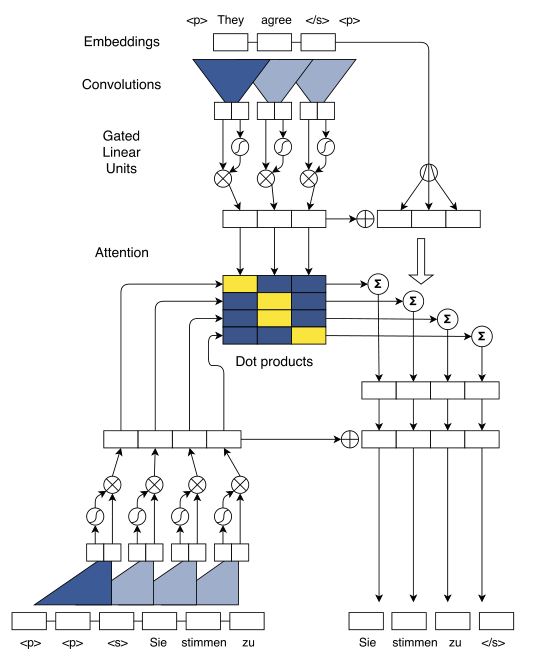 <p> They agree </s> <p>
Embeddings
Convolutions
Gated
Linear
Units
Attention
Σ
Σ
Σ
Σ
Dot products
<p> <p> <s> Sie stimmen zu
Sie stimmen zu </s>